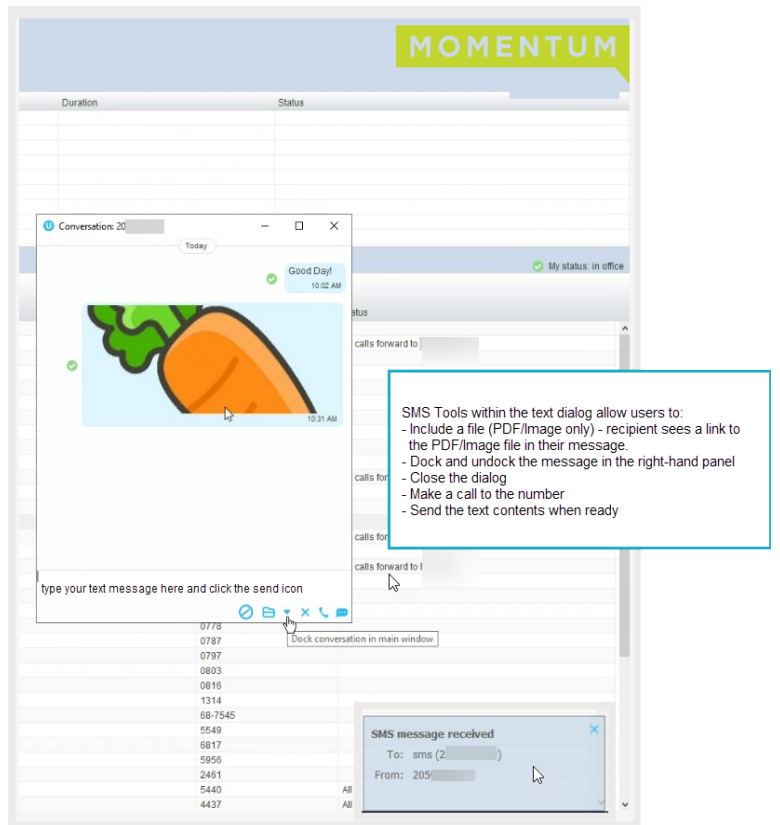 MOMENTUM
Duration
Status
Conversation: 20
Today
Good Day!
10:02 AM
10:31 AM
My status: in office
atus
calls forward to
calls for
calls for
calls forward to
SMS Tools within the text dialog allow users to:
- Include a file (PDF/Image only) - recipient sees a link to
the PDF/Image file in their message.
- Dock and undock the message in the right-hand panel
- Close the dialog
- Make a call to the number
- Send the text contents when ready
type your text message here and click the send icon
Dock conversation in main window
0778
0787
0797
0803
0816
1314
68-7545
5549
6817
5956
2461
5440 All
4437 All
SMS message received
To: sms (2 )
From: 205